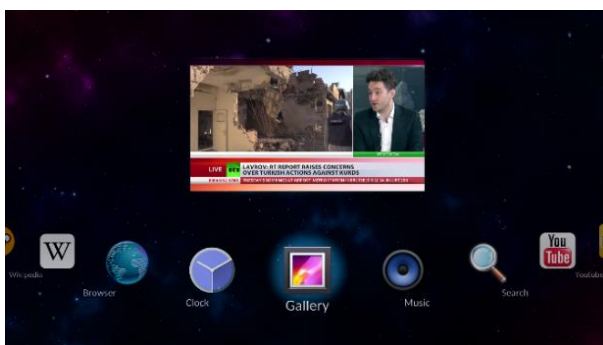 LIVE
RT
LAVROV: RT REPORT RAISES CONCERNS
OVER TURKISH ACTIONS AGAINST KURDS
W
You
Tube
Wikipedia
Browser
Clock
Gallery
Music
Search
YouTube